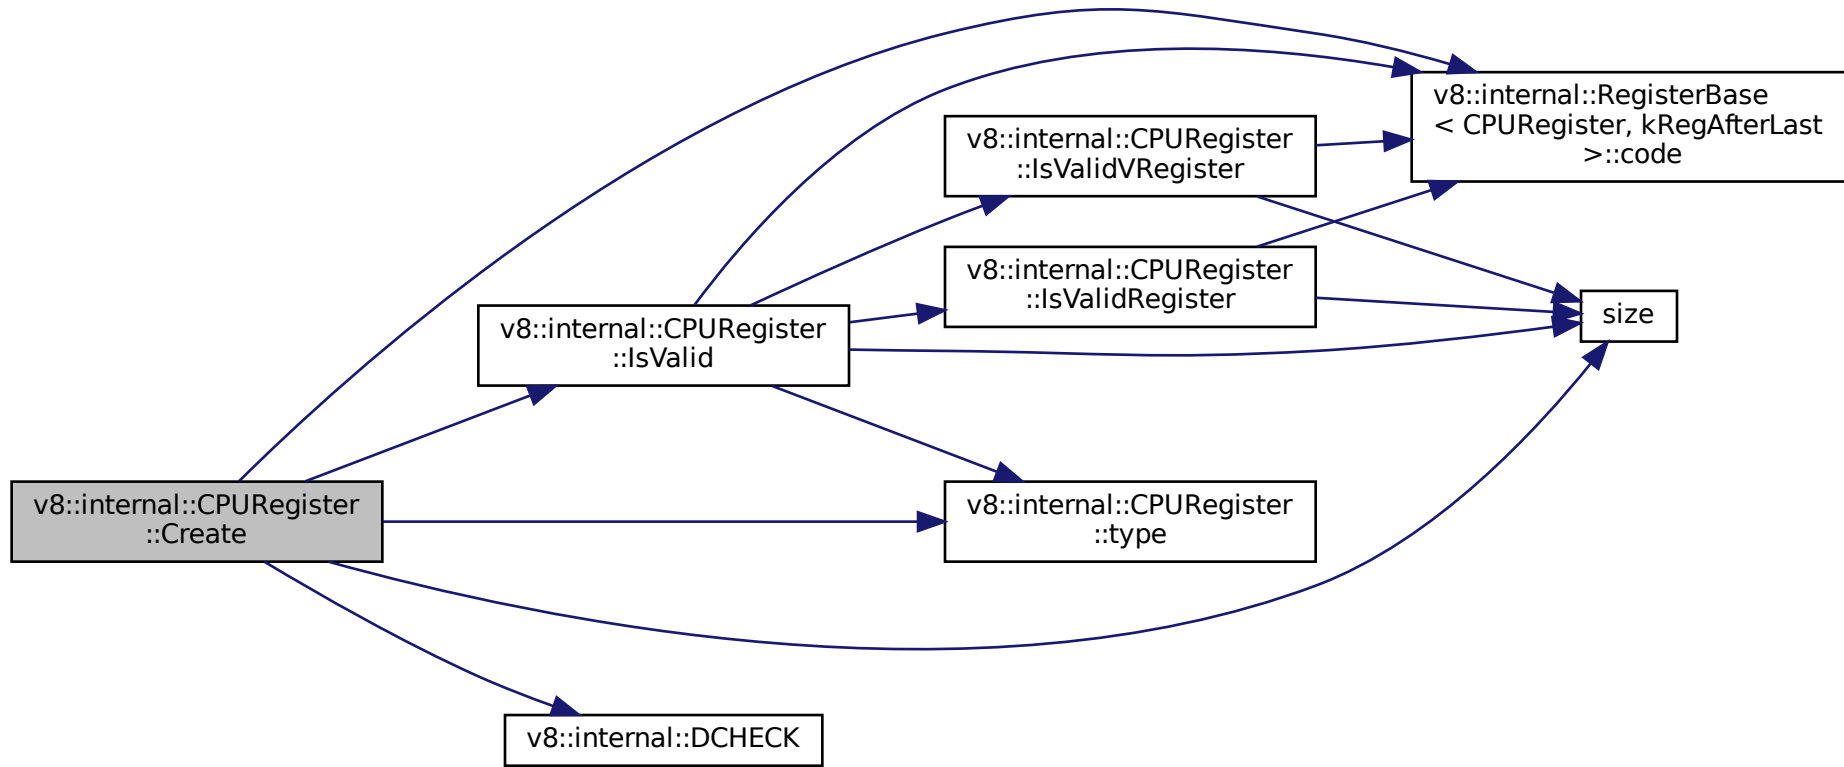 v8::internal::RegisterBase
< CPURegister, kRegAfterLast
>::code
v8::internal::CPURegister
::IsValidVRegister
v8::internal::CPURegister
::IsValidRegister
size
v8::internal::CPURegister
::IsValid
v8::internal::CPURegister
::Create
v8::internal::CPURegister
::type
v8::internal::DCHECK